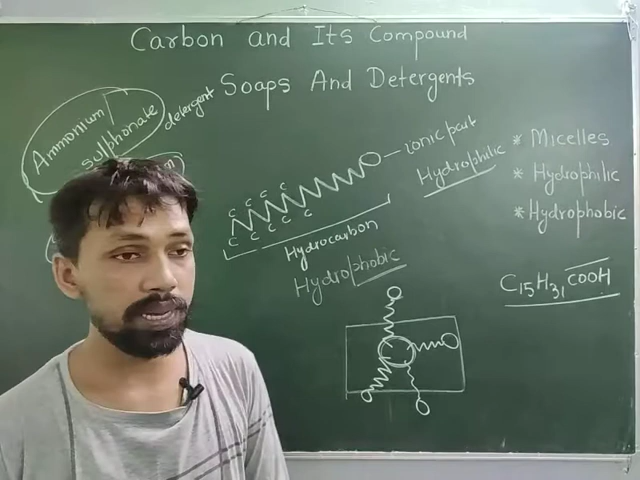 Carbon and Its Compound
Soaps And Detergents
Ammonium
sulphonate
detergent
C C C C
C C C C
ionic part
Hydrophilic
Hydrocarbon
Hydrophobic
* Micelles
* Hydrophilic
* Hydrophobic
C₁₅H₃₁COOH